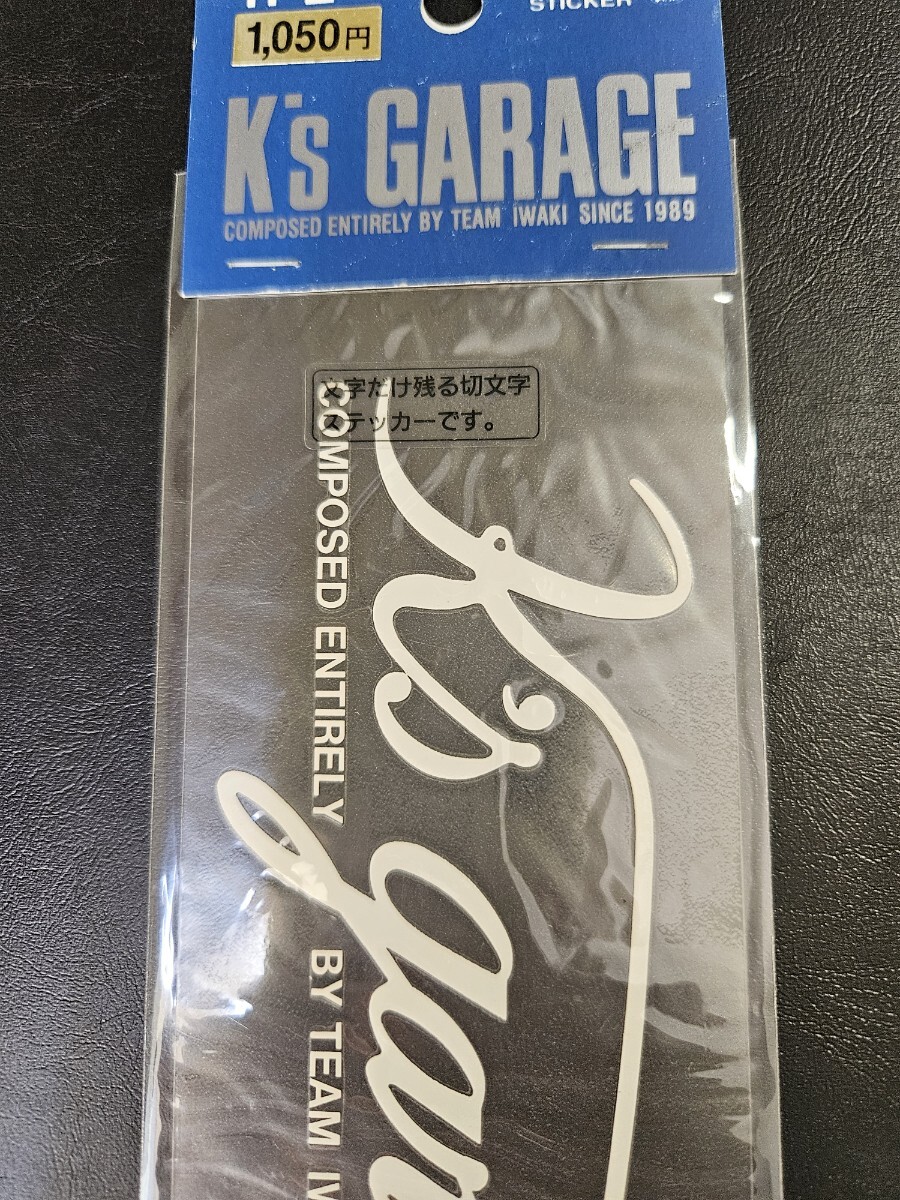 STICKER
1,050円
K's GARAGE
COMPOSED ENTIRELY BY TEAM IWAKI SINCE 1989
文字だけ残る切文字
ステッカーです。
K's gar
COMPOSED ENTIRELY BY TEAM